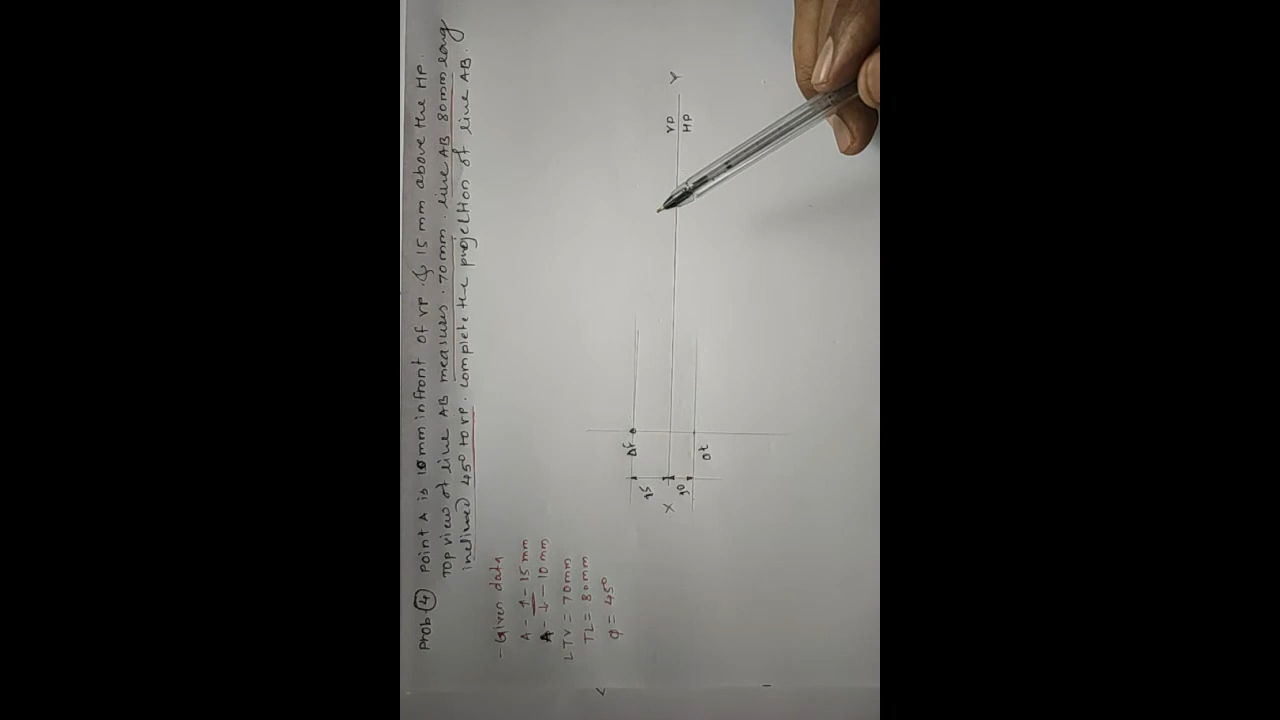 Prob. 4 point A is 10mm infront of VP & 15 mm above the HP.
TOP view of line AB measures. 70mm. line AB 80mm long
inclined 45° to VP. Complete the projection of line AB.
- Given data
A - ↑ - 15 mm
A - ↓ - 10 mm
LTV = 70mm
TL = 80mm
φ = 45°
af
15
X
10
at
VP
HP
Y